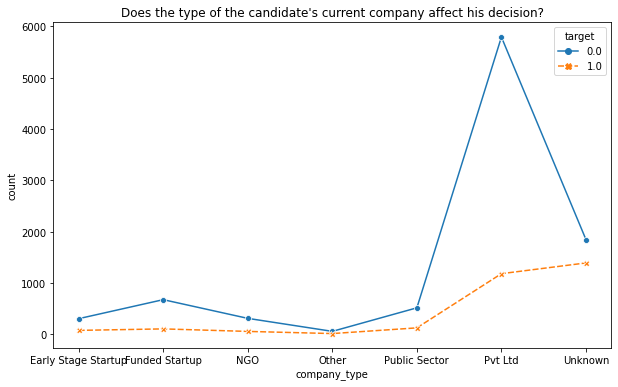 Does the type of the candidate's current company affect his decision?
target
0.0
1.0
6000
5000
4000
3000
2000
1000
0
count
Early Stage Startup Funded Startup NGO Other Public Sector Pvt Ltd Unknown
company_type